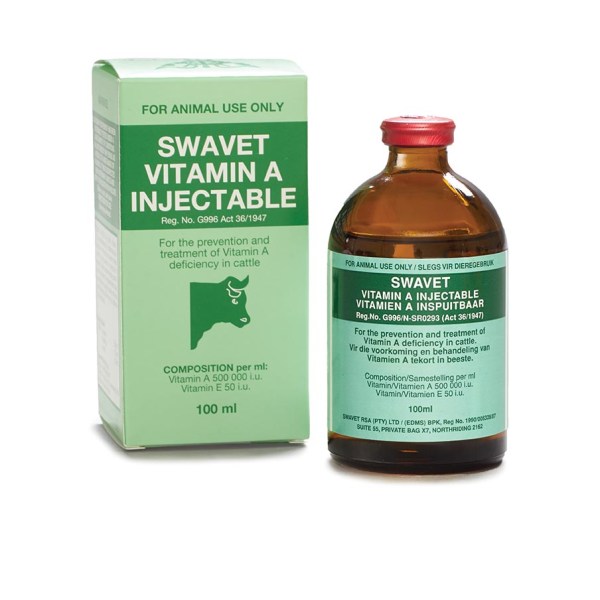 FOR ANIMAL USE ONLY
SWAVET
VITAMIN A
INJECTABLE
Reg. No. G996 Act 36/1947
For the prevention and
treatment of Vitamin A
deficiency in cattle
COMPOSITION per ml:
Vitamin A 500 000 i.u.
Vitamin E 50 i.u.
100 ml
FOR ANIMAL USE ONLY / SLEGS VIR DIEREGEBRUIK
SWAVET
VITAMIN A INJECTABLE
VITAMIEN A INSPUITBAAR
Reg.No. G996/N-SR0293 (Act 36/1947)
For the prevention and treatment of
Vitamin A deficiency in cattle.
Vir die voorkoming en behandeling van
Vitamien A tekort in beeste.
Composition/Samestelling per ml
Vitamin/Vitamien A 500 000 i.u.
Vitamin/Vitamien E 50 i.u.
100ml
SWAVET RSA (PTY) LTD / (EDMS) BPK, Reg No.
SUITE 55, PRIVATE BAG X7, NORTHRIDING 2162